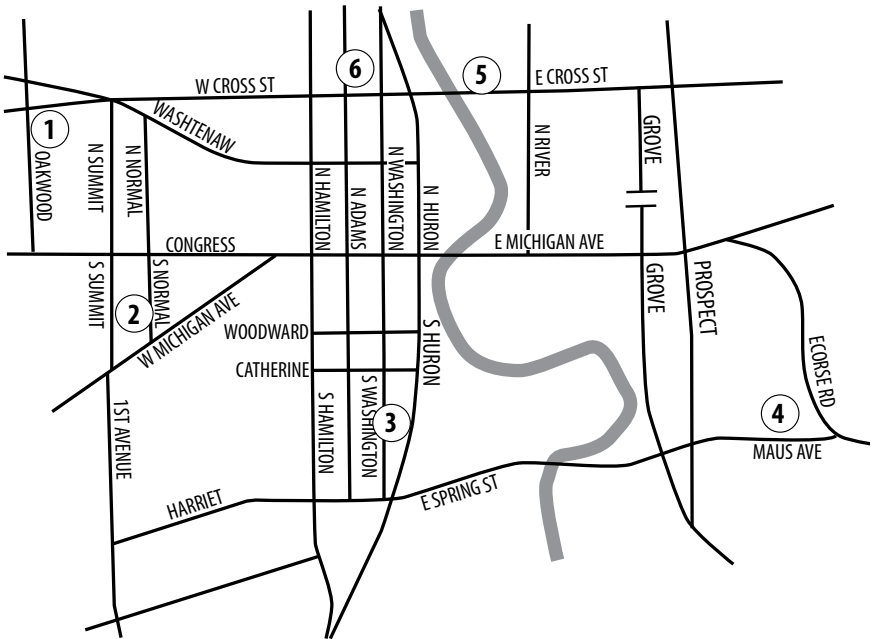 6
5
W CROSS ST
E CROSS ST
1
WASHTENAW
OAKWOOD
N SUMMIT
N NORMAL
N HAMILTON
N ADAMS
N WASHINGTON
N HURON
N RIVER
GROVE
CONGRESS
E MICHIGAN AVE
S SUMMIT
2
S NORMAL
W MICHIGAN AVE
WOODWARD
CATHERINE
S HURON
GROVE
PROSPECT
ECORSE RD
1ST AVENUE
S HAMILTON
S WASHINGTON
3
4
MAUS AVE
HARRIET
E SPRING ST